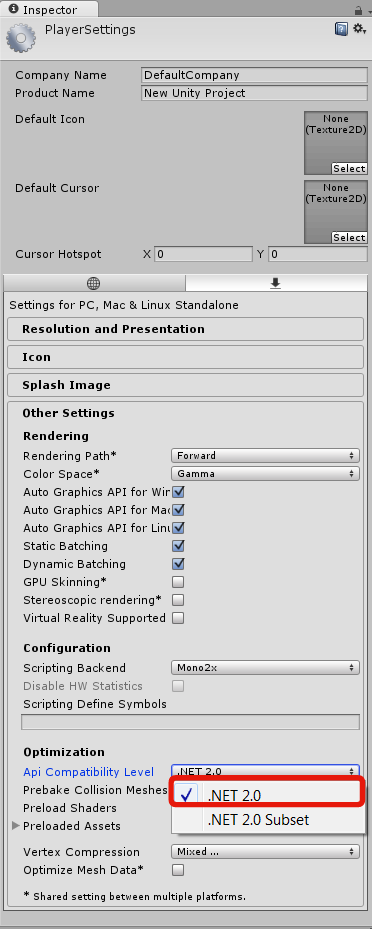 Inspector
PlayerSettings
Company Name DefaultCompany
Product Name New Unity Project
Default Icon
None
(Texture2D)
Select
Default Cursor
None
(Texture2D)
Select
Cursor Hotspot X 0 Y 0
Settings for PC, Mac & Linux Standalone
Resolution and Presentation
Icon
Splash Image
Other Settings
Rendering
Rendering Path* Forward
Color Space* Gamma
Auto Graphics API for Win
Auto Graphics API for Mac
Auto Graphics API for Linu
Static Batching
Dynamic Batching
GPU Skinning*
Stereoscopic rendering*
Virtual Reality Supported
Configuration
Scripting Backend Mono2x
Disable HW Statistics
Scripting Define Symbols
Optimization
Api Compatibility Level .NET 2.0
Prebake Collision Meshes .NET 2.0
Preload Shaders
.NET 2.0 Subset
Preloaded Assets
Vertex Compression Mixed ...
Optimize Mesh Data*
* Shared setting between multiple platforms.